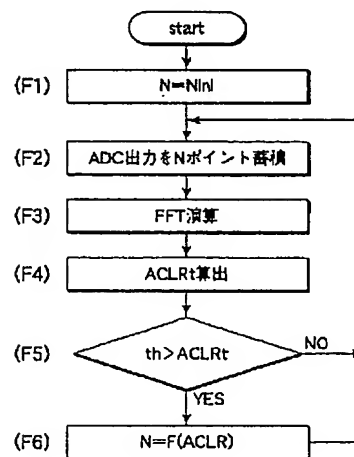 start
(F1) N=NInI
(F2) ADC出力をNポイント蓄積
(F3) FFT演算
(F4) ACLRt算出
(F5) th>ACLRt NO
YES
(F6) N=F(ACLR)